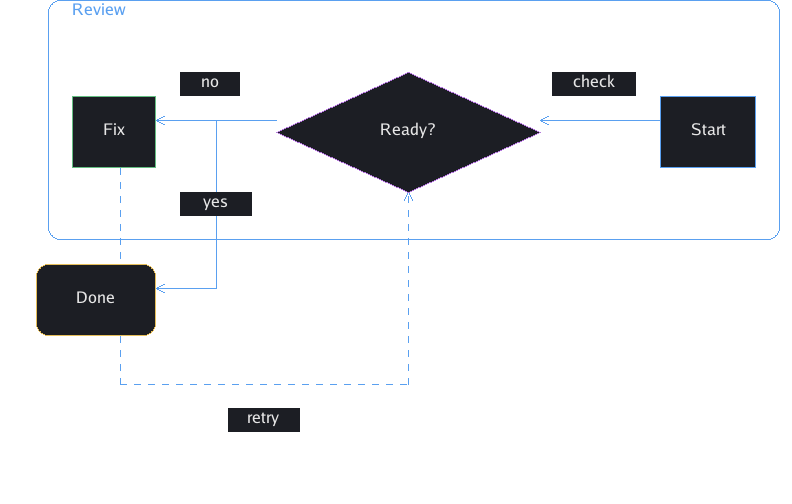 Review
no
check
Fix
Ready?
Start
yes
Done
retry